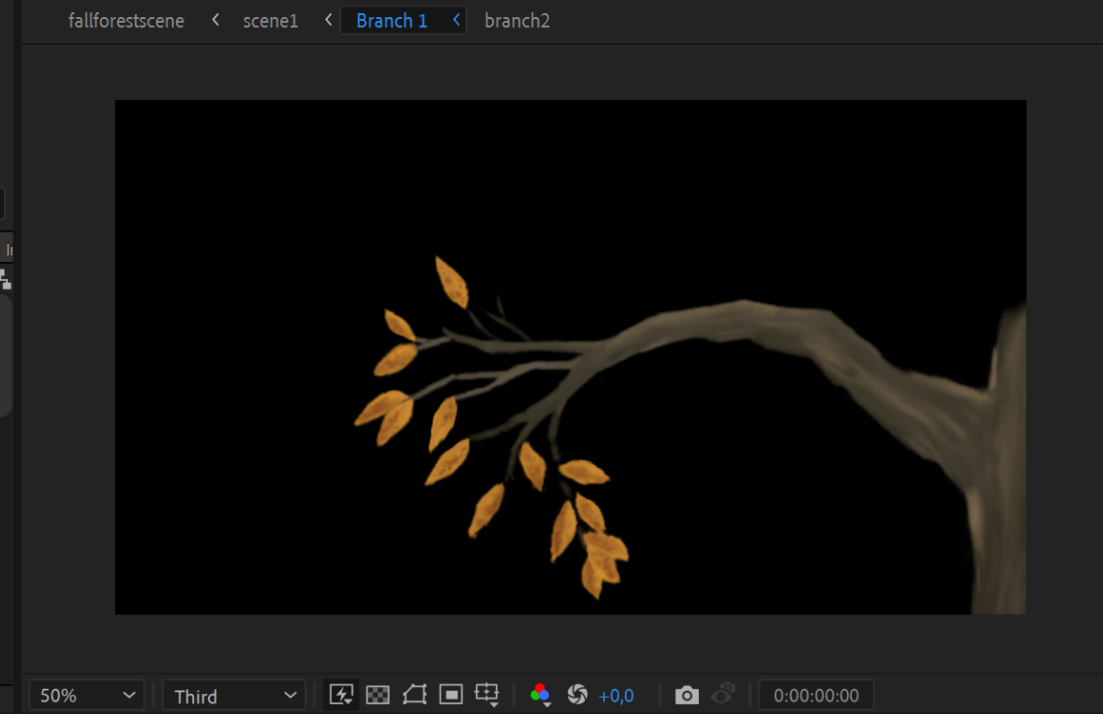 fallforestscene < scene1 < Branch 1 < branch2
50% Third +0,0 0:00:00:00